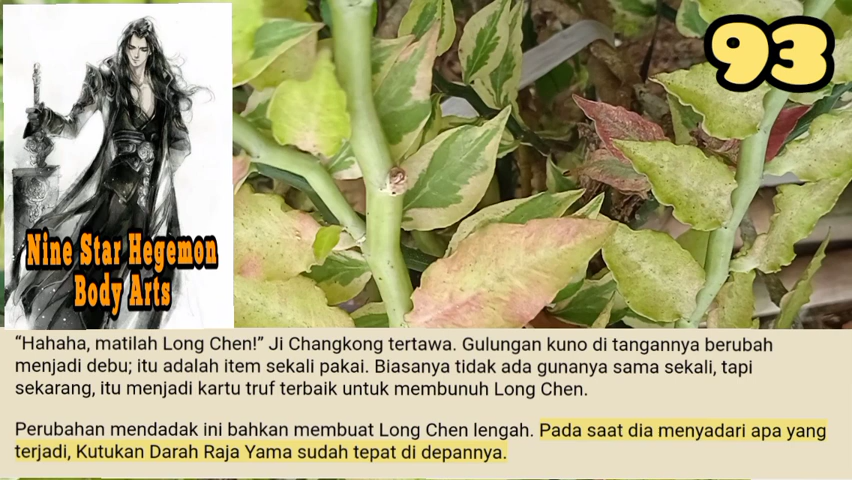 93
Nine Star Hegemon
Body Arts
“Hahaha, matilah Long Chen!” Ji Changkong tertawa. Gulungan kuno di tangannya berubah
menjadi debu; itu adalah item sekali pakai. Biasanya tidak ada gunanya sama sekali, tapi
sekarang, itu menjadi kartu truf terbaik untuk membunuh Long Chen.
Perubahan mendadak ini bahkan membuat Long Chen lengah. Pada saat dia menyadari apa yang
terjadi, Kutukan Darah Raja Yama sudah tepat di depannya.